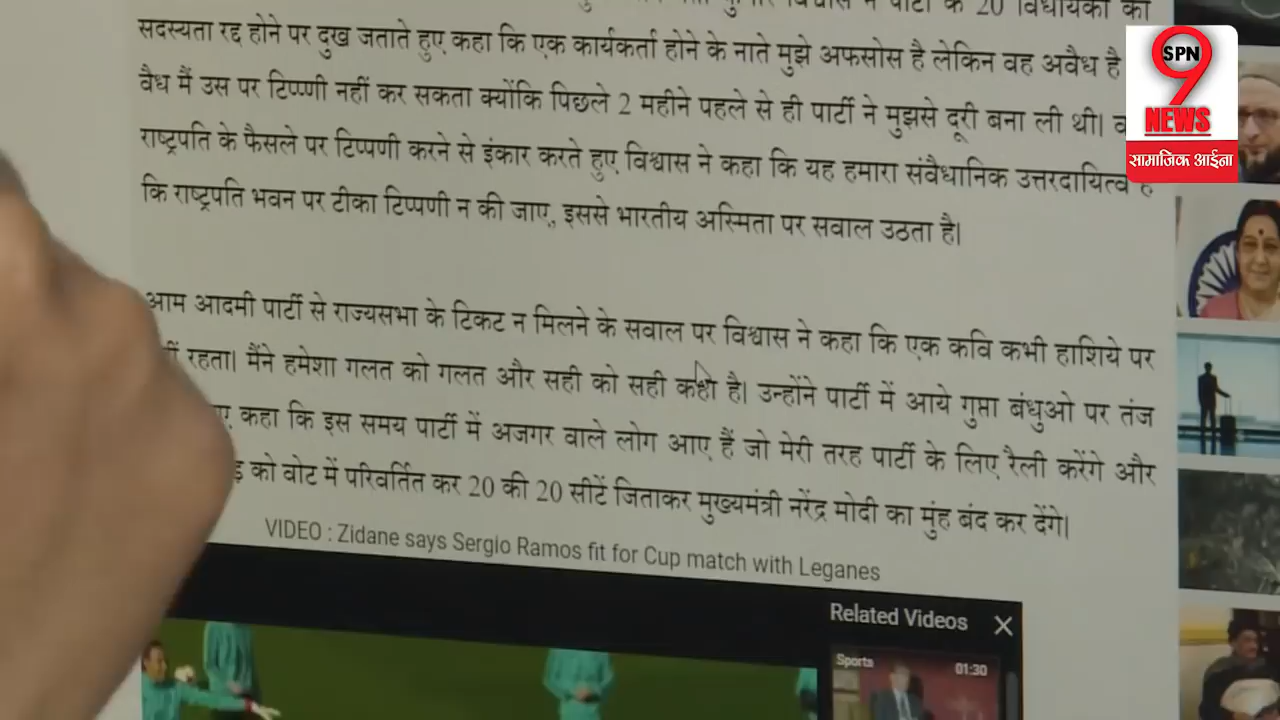 विश्वास ने पार्टी के 20 विधायकों की
सदस्यता रद्द होने पर दुख जताते हुए कहा कि एक कार्यकर्ता होने के नाते मुझे अफसोस है लेकिन वह अवैध है
वैध मैं उस पर टिप्पणी नहीं कर सकता क्योंकि पिछले 2 महीने पहले से ही पार्टी ने मुझसे दूरी बना ली थी।
राष्ट्रपति के फैसले पर टिप्पणी करने से इंकार करते हुए विश्वास ने कहा कि यह हमारा संवैधानिक उत्तरदायित्व है
कि राष्ट्रपति भवन पर टीका टिप्पणी न की जाए, इससे भारतीय अस्मिता पर सवाल उठता है।
आम आदमी पार्टी से राज्यसभा के टिकट न मिलने के सवाल पर विश्वास ने कहा कि एक कवि कभी हाशिये पर
रहता। मैंने हमेशा गलत को गलत और सही को सही कहा है। उन्होंने पार्टी में आये गुप्ता बंधुओ पर तंज
कहा कि इस समय पार्टी में अजगर वाले लोग आए हैं जो मेरी तरह पार्टी के लिए रैली करेंगे और
को वोट में परिवर्तित कर 20 की 20 सीटें जिताकर मुख्यमंत्री नरेंद्र मोदी का मुंह बंद कर देंगे।
VIDEO : Zidane says Sergio Ramos fit for Cup match with Leganes
Related Videos
Sports
01:30
SPN
9
NEWS
सामाजिक आईना